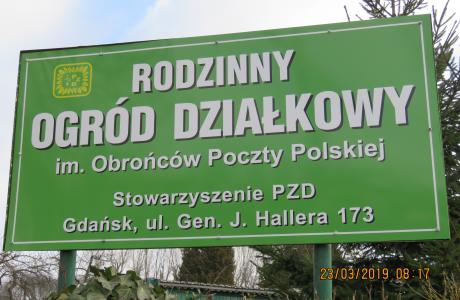 RODZINNY
OGRÓD DZIAŁKOWY
im. Obrońców Poczty Polskiej
Stowarzyszenie PZD
Gdańsk, ul. Gen. J. Hallera 173
23/03/2019 08:17